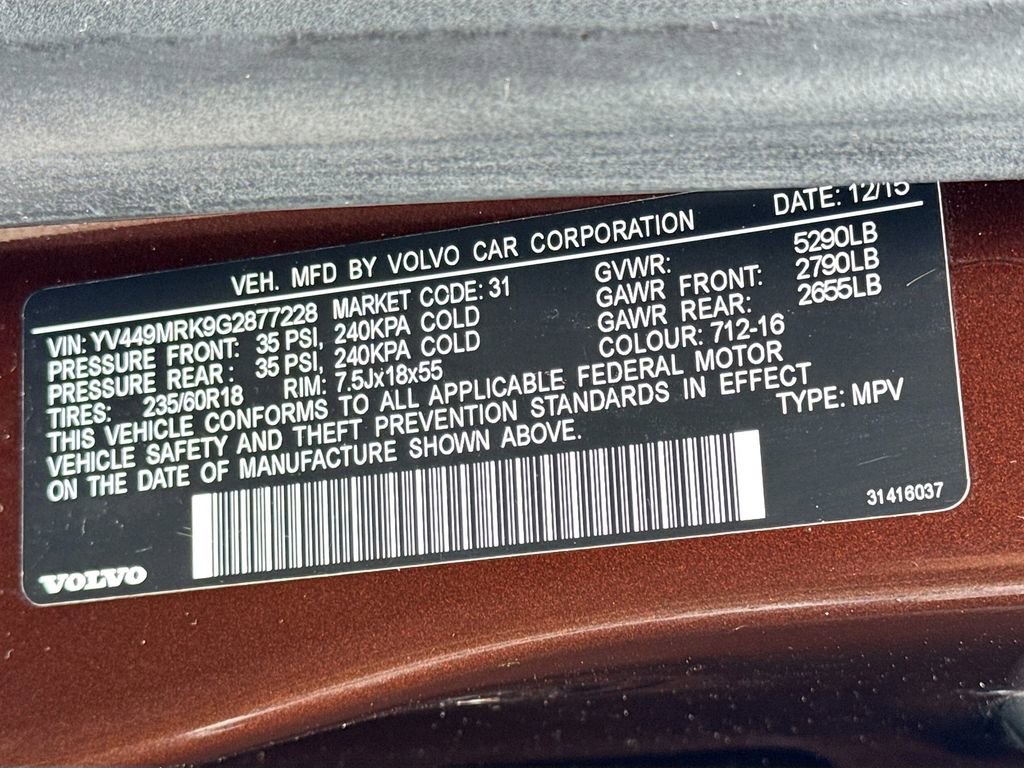 DATE: 12/15
VEH. MFD BY VOLVO CAR CORPORATION
VIN: YV449MRK9G2877228 MARKET CODE: 31 GVWR: 5290LB
PRESSURE FRONT: 35 PSI, 240KPA COLD GAWR FRONT: 2790LB
PRESSURE REAR: 35 PSI, 240KPA COLD GAWR REAR: 2655LB
TIRES: 235/60R18 RIM: 7.5Jx18x55 COLOUR: 712-16
THIS VEHICLE CONFORMS TO ALL APPLICABLE FEDERAL MOTOR
VEHICLE SAFETY AND THEFT PREVENTION STANDARDS IN EFFECT
ON THE DATE OF MANUFACTURE SHOWN ABOVE. TYPE: MPV
31416037
VOLVO